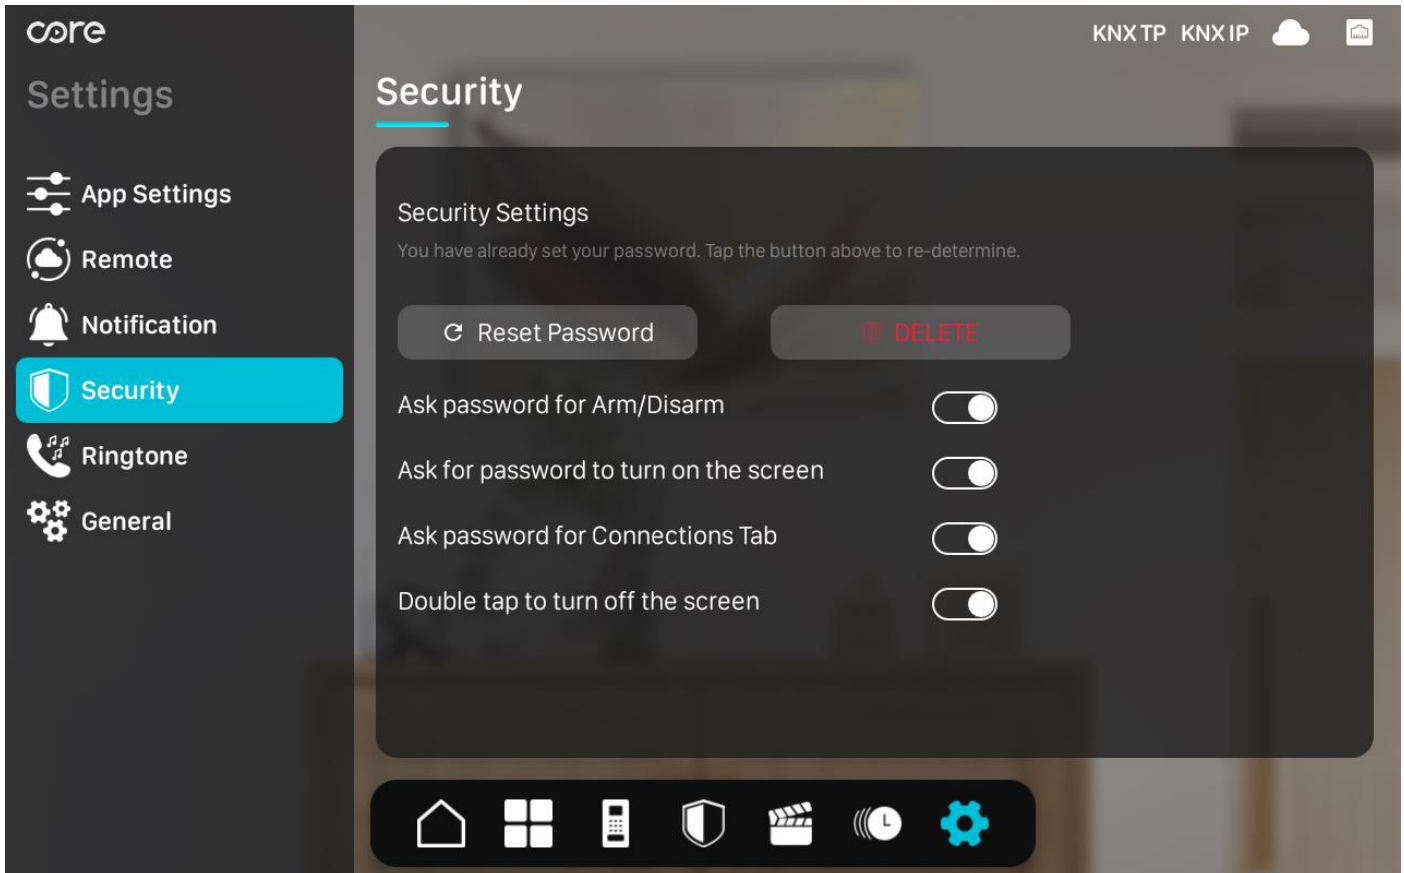 core
KNX TP KNX IP
Settings
Security
App Settings
Remote
Notification
Security
Ringtone
General
Security Settings
You have already set your password. Tap the button above to re-determine.
Reset Password
DELETE
Ask password for Arm/Disarm
Ask for password to turn on the screen
Ask password for Connections Tab
Double tap to turn off the screen